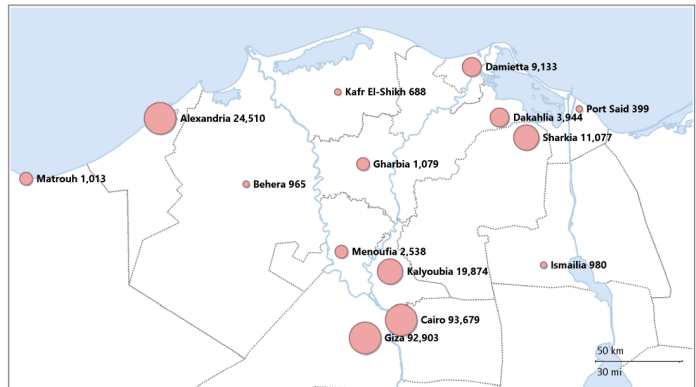 Damietta 9,133
Kafr El-Shikh 688
Port Said 399
Alexandria 24,510
Dakahlia 3,944
Sharkia 11,077
Gharbia 1,079
Matrouh 1,013
Behera 965
Menoufia 2,538
Kalyoubia 19,874
Ismailia 980
Cairo 93,679
Giza 92,903
50 km
30 mi